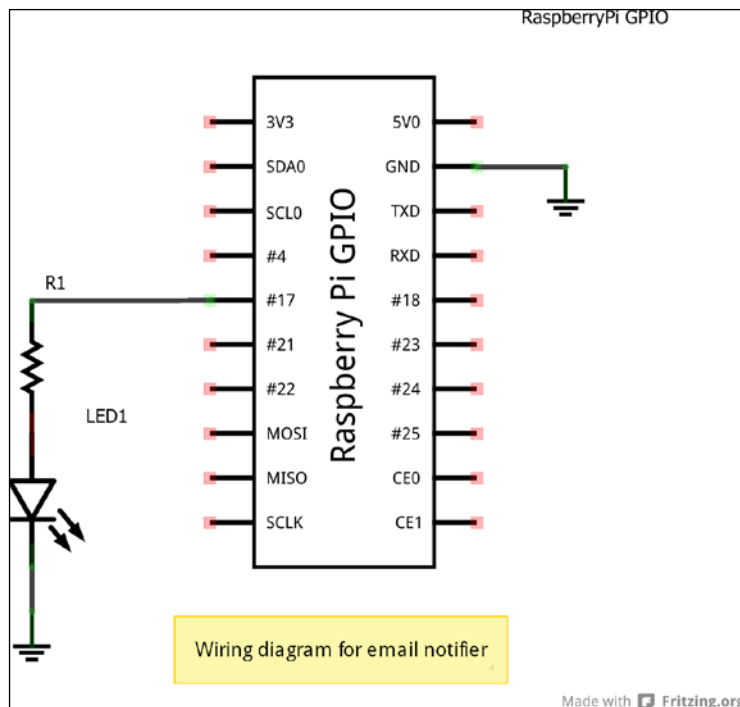 RaspberryPi GPIO
3V3
5V0
SDA0
GND
SCL0
TXD
#4
RXD
R1
#17
#18
#21
#23
#22
#24
LED1
MOSI
#25
MISO
CE0
SCLK
CE1
Raspberry Pi GPIO
Wiring diagram for email notifier
Made with Fritzing.org